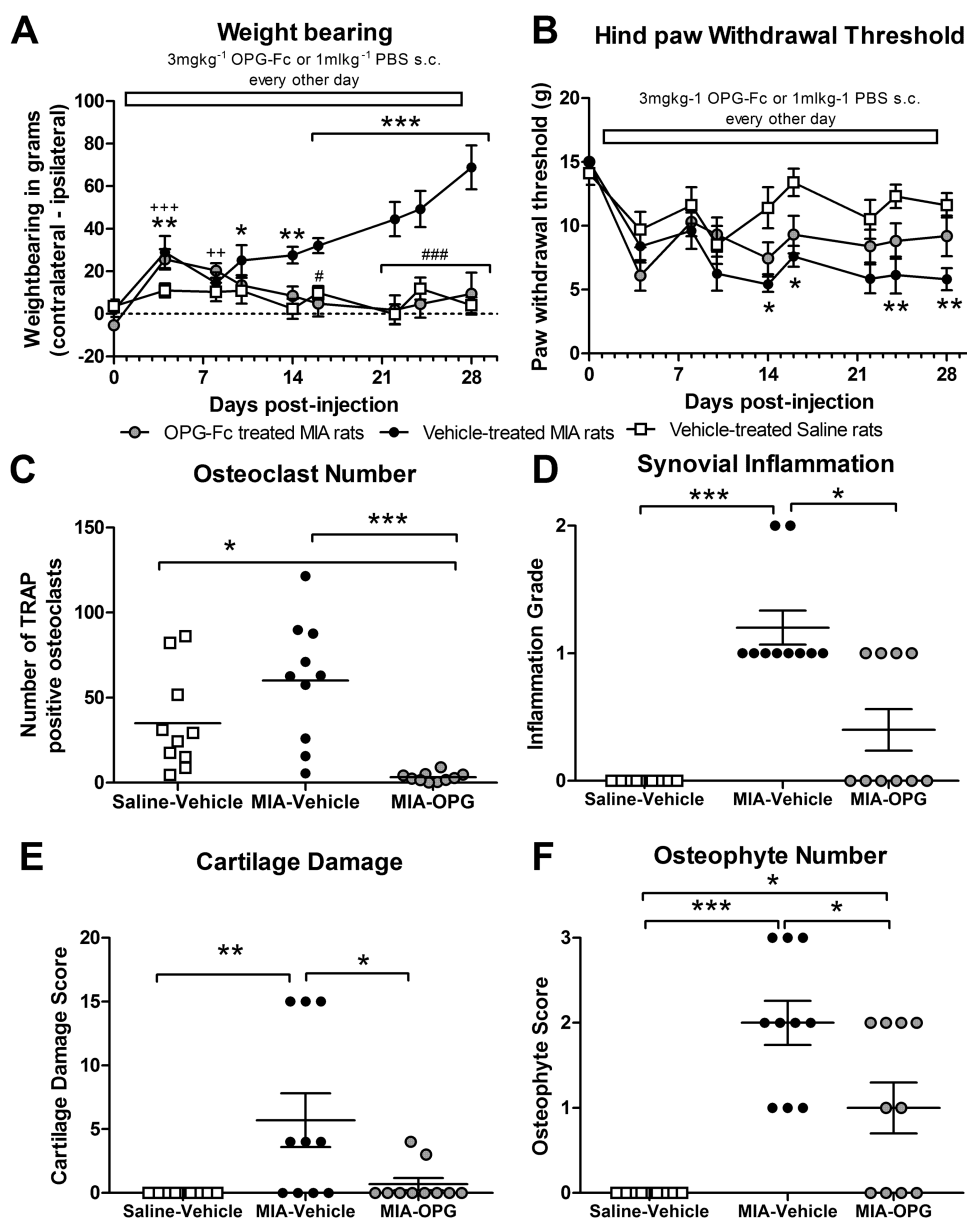 A
Weight bearing
3mgkg-1 OPG-Fc or 1mlkg-1 PBS s.c.
every other day
Weightbearing in grams
(contralateral - ipsilateral)
100
80
60
40
20
0
-20
0 7 14 21 28
Days post-injection
+++
**
++
*
**
#
***
###
B
Hind paw Withdrawal Threshold
3mgkg-1 OPG-Fc or 1mlkg-1 PBS s.c.
every other day
Paw withdrawal threshold (g)
20
15
10
5
0
0 7 14 21 28
Days post-injection
*
*
**
**
OPG-Fc treated MIA rats Vehicle-treated MIA rats Vehicle-treated Saline rats
C
Osteoclast Number
Number of TRAP
positive osteoclasts
150
100
50
0
*
***
Saline-Vehicle MIA-Vehicle MIA-OPG
D
Synovial Inflammation
Inflammation Grade
2
1
0
***
*
Saline-Vehicle MIA-Vehicle MIA-OPG
E
Cartilage Damage
Cartilage Damage Score
20
15
10
5
0
**
*
Saline-Vehicle MIA-Vehicle MIA-OPG
F
Osteophyte Number
Osteophyte Score
3
2
1
0
*
***
*
Saline-Vehicle MIA-Vehicle MIA-OPG